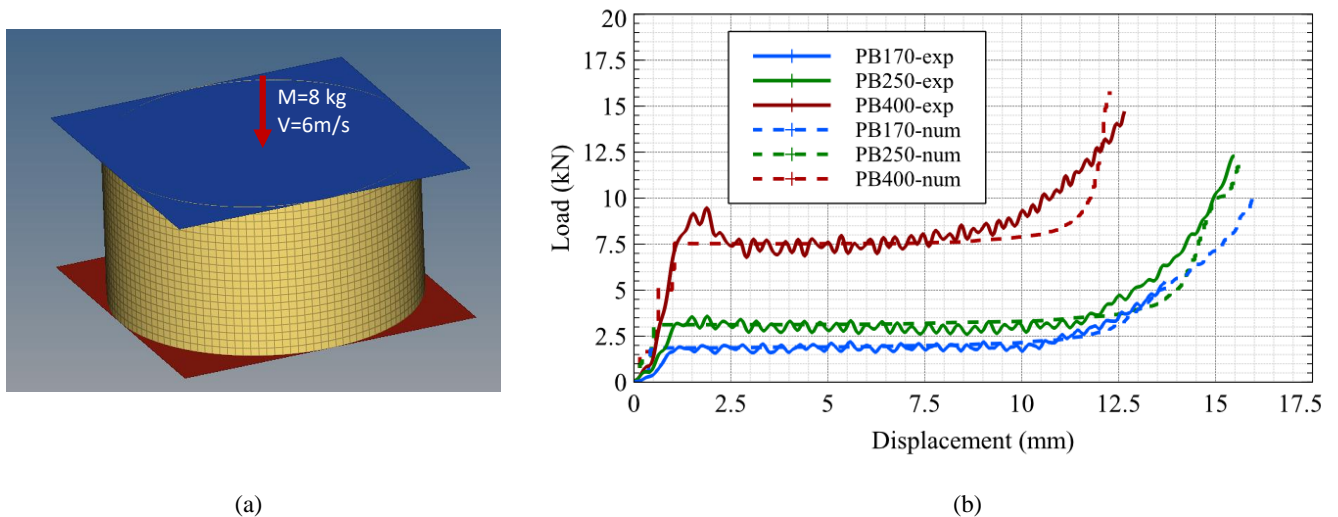 M=8 kg
V=6m/s
(a)
Load (kN)
20
17.5
15
12.5
10
7.5
5
2.5
0
PB170-exp
PB250-exp
PB400-exp
PB170-num
PB250-num
PB400-num
0 2.5 5 7.5 10 12.5 15 17.5
Displacement (mm)
(b)